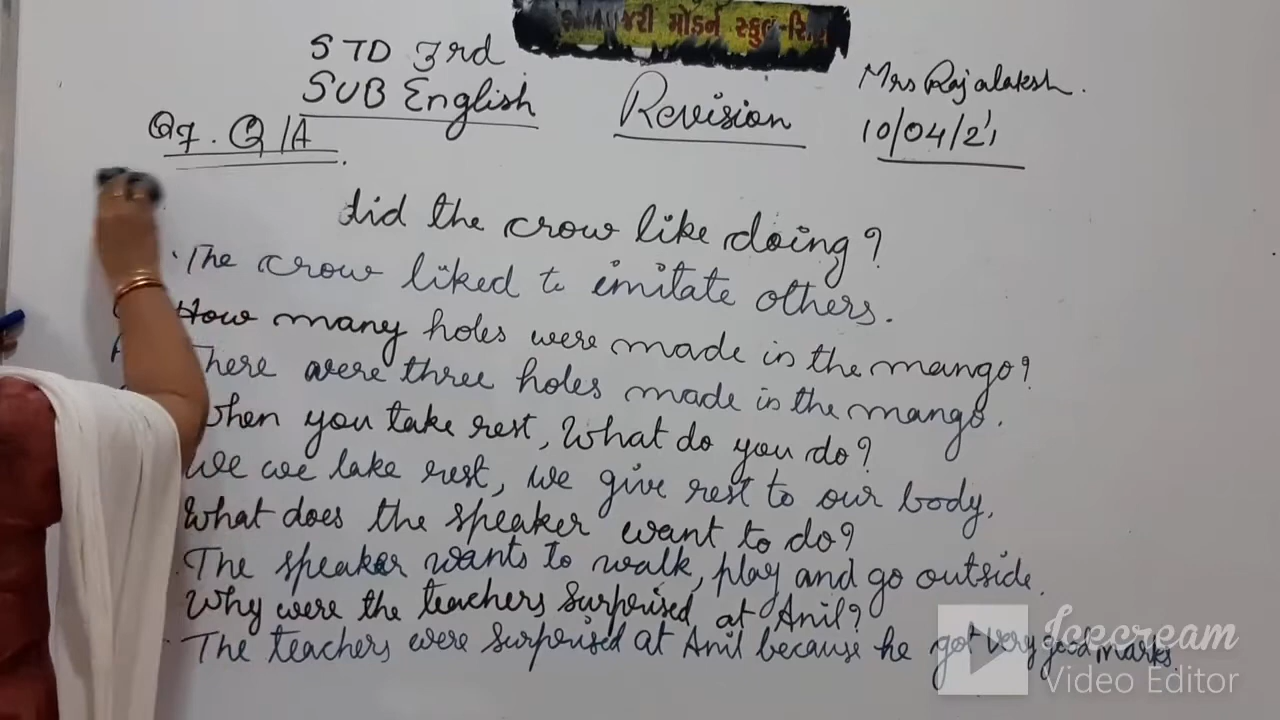 મોડર્ન સ્કુલ
STD 3rd
SUB English
Revision
Mrs Rajalaksh.
10/04/21
Q7. Q/A
did the crow like doing?
The crow liked to imitate others.
How many holes were made in the mango?
There were three holes made in the mango.
When you take rest, What do you do?
We we take rest, we give rest to our body.
What does the speaker want to do?
The speaker wants to walk, play and go outside.
Why were the teachers surprised at Anil?
The teachers were surprised at Anil because he got very good marks.
Icecream
Video Editor